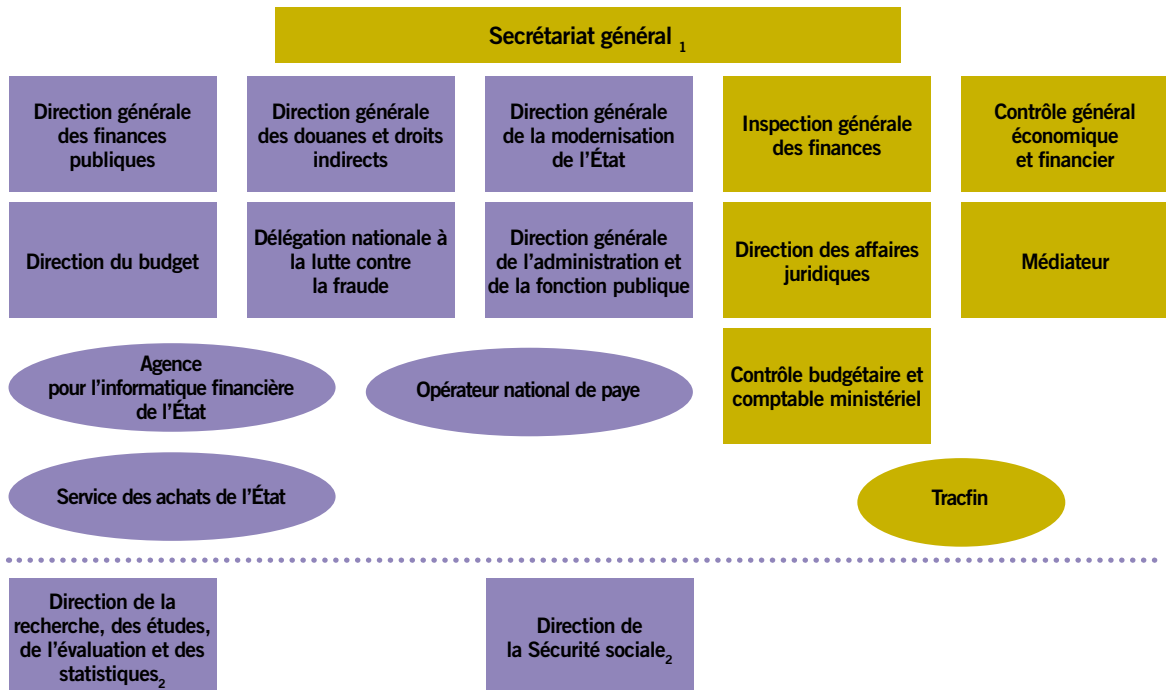 Secrétariat général 1
Direction générale
des finances
publiques
Direction générale
des douanes et droits
indirects
Direction générale
de la modernisation
de l'État
Inspection générale
des finances
Contrôle général
économique
et financier
Direction du budget
Délégation nationale à
la lutte contre
la fraude
Direction générale
de l'administration et
de la fonction publique
Direction des affaires
juridiques
Médiateur
Agence
pour l'informatique financière
de l'État
Opérateur national de paye
Contrôle budgétaire et
comptable ministériel
Service des achats de l'État
Tracfin
Direction de la
recherche, des études,
de l'évaluation et des
statistiques2
Direction de
la Sécurité sociale2